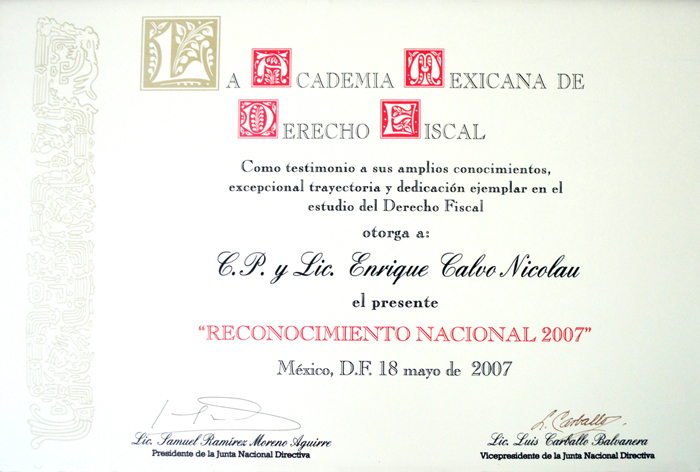 LA ACADEMIA MEXICANA DE
DERECHO FISCAL
Como testimonio a sus amplios conocimientos,
excepcional trayectoria y dedicación ejemplar en el
estudio del Derecho Fiscal
otorga a:
C.P. y Lic. Enrique Calvo Nicolau
el presente
"RECONOCIMIENTO NACIONAL 2007"
México, D.F. 18 mayo de 2007
L. Carballo
Lic. Samuel Ramírez Moreno Aguirre
Presidente de la Junta Nacional Directiva
Lic. Luis Carballo Balvanera
Vicepresidente de la Junta Nacional Directiva